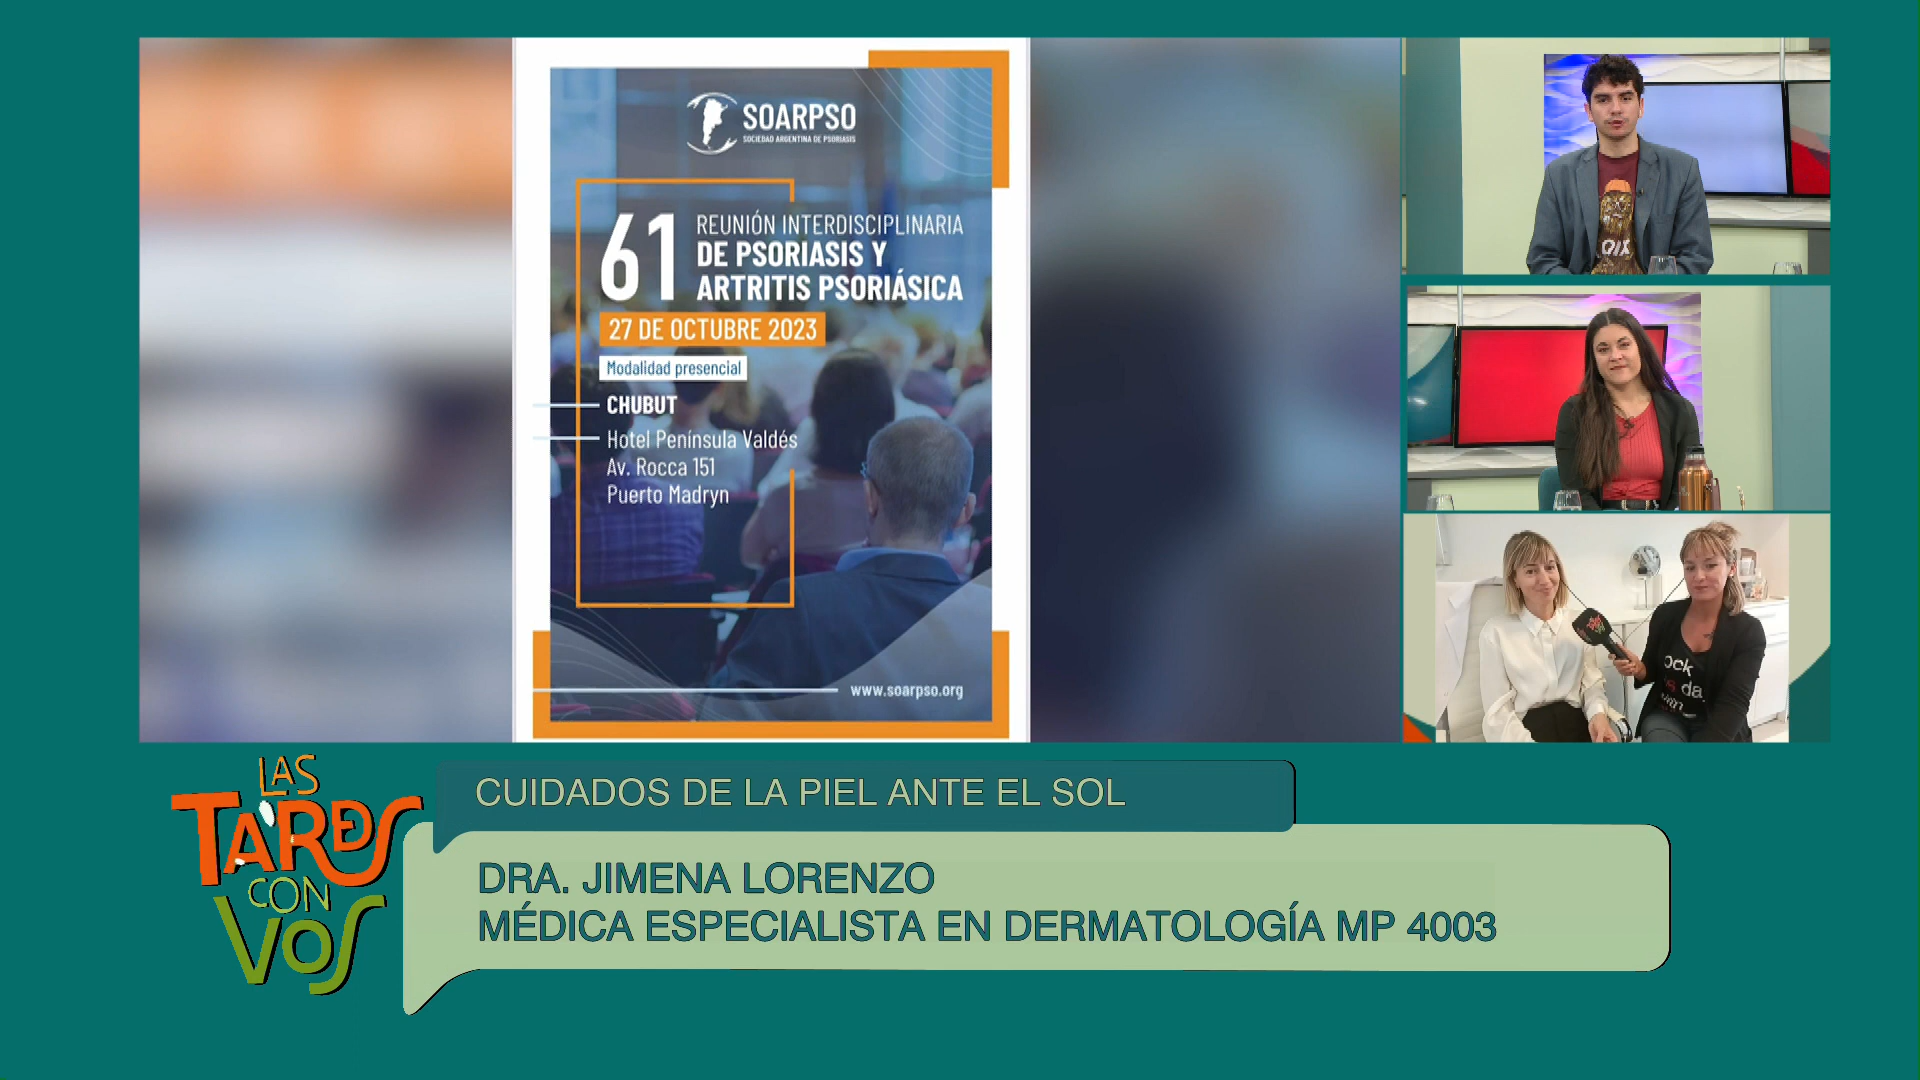 SOARPSO
SOCIEDAD ARGENTINA DE PSORIASIS
61
REUNIÓN INTERDISCIPLINARIA
DE PSORIASIS Y
ARTRITIS PSORIÁSICA
27 DE OCTUBRE 2023
Modalidad presencial
CHUBUT
Hotel Península Valdés
Av. Rocca 151
Puerto Madryn
www.soarpso.org
LAS
TARDES
CON
VOS
CUIDADOS DE LA PIEL ANTE EL SOL
DRA. JIMENA LORENZO
MÉDICA ESPECIALISTA EN DERMATOLOGÍA MP 4003